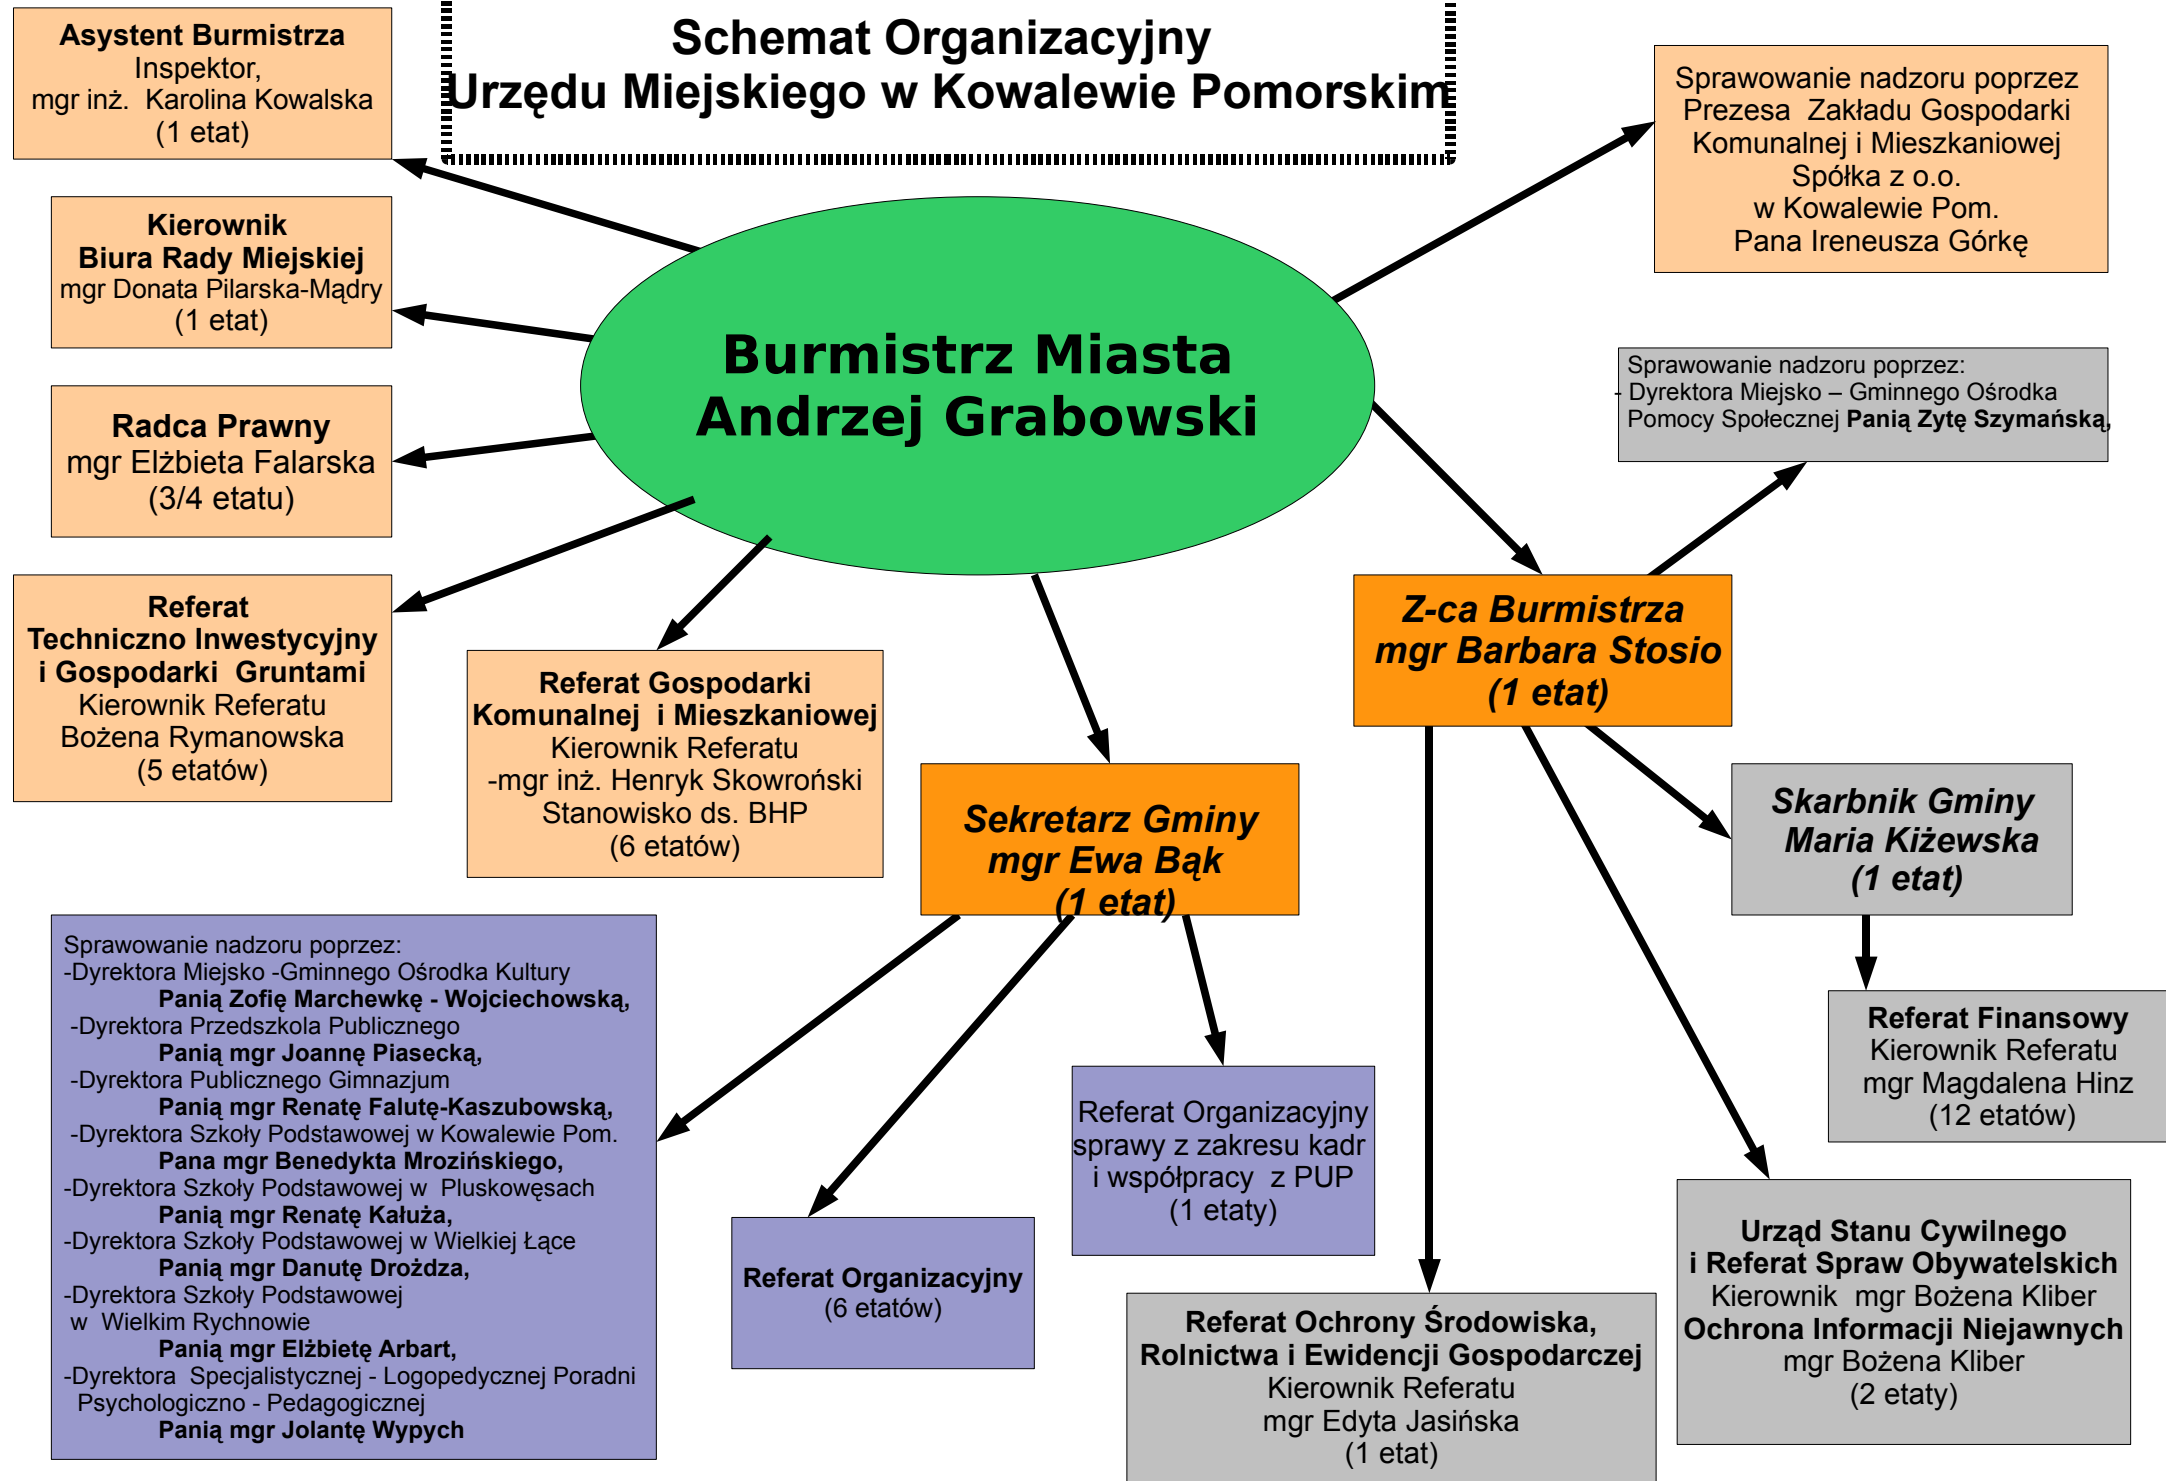 Schemat Organizacyjny
Urzędu Miejskiego w Kowalewie Pomorskim
Asystent Burmistrza
Inspektor,
mgr inż. Karolina Kowalska
(1 etat)
Kierownik
Biura Rady Miejskiej
mgr Donata Pilarska-Mądry
(1 etat)
Radca Prawny
mgr Elżbieta Falarska
(3/4 etatu)
Referat
Techniczno Inwestycyjny
i Gospodarki Gruntami
Kierownik Referatu
Bożena Rymanowska
(5 etatów)
Burmistrz Miasta
Andrzej Grabowski
Sprawowanie nadzoru poprzez
Prezesa Zakładu Gospodarki
Komunalnej i Mieszkaniowej
Spółka z o.o.
w Kowalewie Pom.
Pana Ireneusza Górkę
Sprawowanie nadzoru poprzez:
- Dyrektora Miejsko – Gminnego Ośrodka
Pomocy Społecznej Panią Zytę Szymańską,
Referat Gospodarki
Komunalnej i Mieszkaniowej
Kierownik Referatu
-mgr inż. Henryk Skowroński
Stanowisko ds. BHP
(6 etatów)
Sekretarz Gminy
mgr Ewa Bąk
(1 etat)
Z-ca Burmistrza
mgr Barbara Stosio
(1 etat)
Skarbnik Gminy
Maria Kiżewska
(1 etat)
Referat Finansowy
Kierownik Referatu
mgr Magdalena Hinz
(12 etatów)
Sprawowanie nadzoru poprzez:
-Dyrektora Miejsko -Gminnego Ośrodka Kultury
Panią Zofię Marchewkę - Wojciechowską,
-Dyrektora Przedszkola Publicznego
Panią mgr Joannę Piasecką,
-Dyrektora Publicznego Gimnazjum
Panią mgr Renatę Falutę-Kaszubowską,
-Dyrektora Szkoły Podstawowej w Kowalewie Pom.
Pana mgr Benedykta Mrozińskiego,
-Dyrektora Szkoły Podstawowej w Pluskowęsach
Panią mgr Renatę Kałuża,
-Dyrektora Szkoły Podstawowej w Wielkiej Łące
Panią mgr Danutę Drożdza,
-Dyrektora Szkoły Podstawowej
w Wielkim Rychnowie
Panią mgr Elżbietę Arbart,
-Dyrektora Specjalistycznej - Logopedycznej Poradni
Psychologiczno - Pedagogicznej
Panią mgr Jolantę Wypych
Referat Organizacyjny
(6 etatów)
Referat Organizacyjny
sprawy z zakresu kadr
i współpracy z PUP
(1 etaty)
Referat Ochrony Środowiska,
Rolnictwa i Ewidencji Gospodarczej
Kierownik Referatu
mgr Edyta Jasińska
(1 etat)
Urząd Stanu Cywilnego
i Referat Spraw Obywatelskich
Kierownik mgr Bożena Kliber
Ochrona Informacji Niejawnych
mgr Bożena Kliber
(2 etaty)